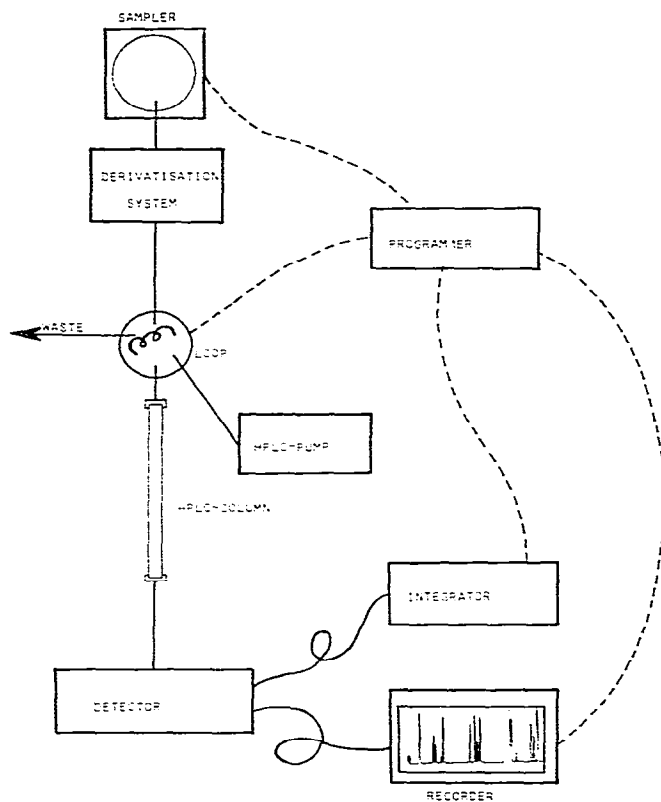 SAMPLER
DERIVATISATION
SYSTEM
PROGRAMMER
WASTE
LOOP
HPLC-PUMP
HPLC-COLUMN
INTEGRATOR
DETECTOR
RECORDER